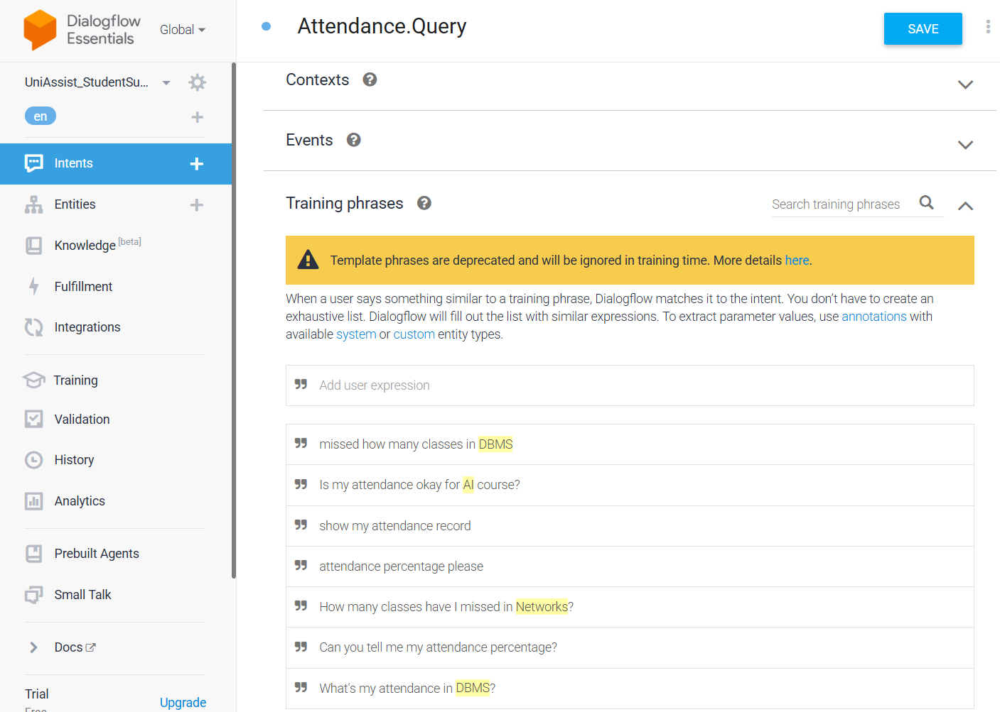 Dialogflow
Essentials
Global
Attendance.Query
SAVE
UniAssist_StudentSu...
en
Intents
Entities
Knowledge [beta]
Fulfillment
Integrations
Training
Validation
History
Analytics
Prebuilt Agents
Small Talk
Docs
Trial
Free
Upgrade
Contexts
Events
Training phrases
Search training phrases
Template phrases are deprecated and will be ignored in training time. More details here.
When a user says something similar to a training phrase, Dialogflow matches it to the intent. You don't have to create an
exhaustive list. Dialogflow will fill out the list with similar expressions. To extract parameter values, use annotations with
available system or custom entity types.
Add user expression
missed how many classes in DBMS
Is my attendance okay for AI course?
show my attendance record
attendance percentage please
How many classes have I missed in Networks?
Can you tell me my attendance percentage?
What's my attendance in DBMS?